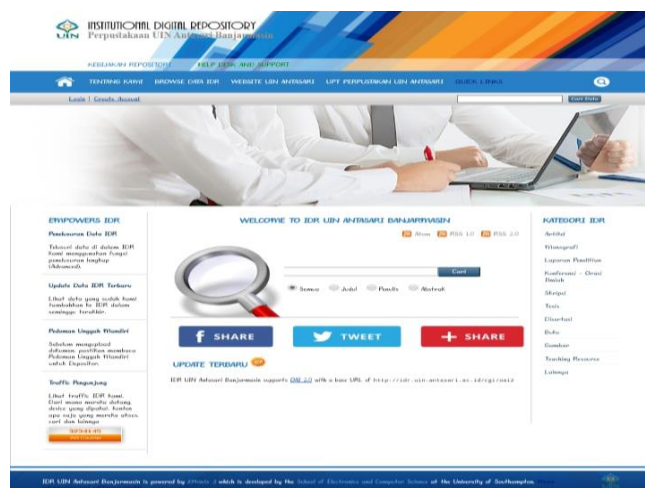 INSTITUTIONAL DIGITAL REPOSITORY
Perpustakaan UIN Antasari Banjarmasin
UIN
KEBIJAKAN REPOSITORY HELP DESK AND SUPPORT
TENTANG KAMI BROWSE DATA IDR WEBSITE UIN ANTASARI UPT PERPUSTAKAAN UIN ANTASARI QUICK LINKS
Login | Create Account
Cari Data
EMPOWERS IDR
Penelusuran Data IDR
Telusuri data di dalam IDR
kami menggunakan fungsi
penelusuran lengkap
(Advanced).
Update Data IDR Terbaru
Lihat data yang sudah kami
tambahkan ke IDR dalam
seminggu terakhir.
Pedoman Unggah Mandiri
Sebelum mengupload
dokumen, pastikan membaca
Pedoman Unggah Mandiri
untuk Depositor.
Traffic Pengunjung
Lihat traffic IDR kami.
Dari mana mereka datang,
device yang dipakai, konten
apa saja yang mereka akses,
cari dan lainnya
WELCOME TO IDR UIN ANTASARI BANJARMASIN
Atom RSS 1.0 RSS 2.0
Cari
Semua Judul Penulis Abstrak
SHARE TWEET SHARE
UPDATE TERBARU
IDR UIN Antasari Banjarmasin supports OAI 2.0 with a base URL of http://idr.uin-antasari.ac.id/cgi/oai2
KATEGORI IDR
Artikel
Monografi
Laporan Penelitian
Konferensi - Orasi
Ilmiah
Skripsi
Tesis
Disertasi
Buku
Gambar
Teaching Resource
Lainnya
IDR UIN Antasari Banjarmasin is powered by EPrints 3 which is developed by the School of Electronics and Computer Science at the University of Southampton.